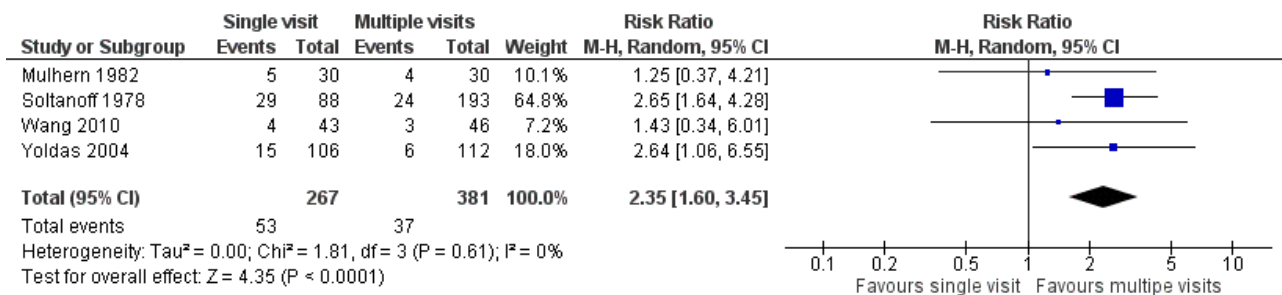 Single visit Multiple visits Risk Ratio Risk Ratio
Study or Subgroup Events Total Events Total Weight M-H, Random, 95% CI M-H, Random, 95% CI
Mulhern 1982 5 30 4 30 10.1% 1.25 [0.37, 4.21]
Soltanoff 1978 29 88 24 193 64.8% 2.65 [1.64, 4.28]
Wang 2010 4 43 3 46 7.2% 1.43 [0.34, 6.01]
Yoldas 2004 15 106 6 112 18.0% 2.64 [1.06, 6.55]
Total (95% CI) 267 381 100.0% 2.35 [1.60, 3.45]
Total events 53 37
Heterogeneity: Tau² = 0.00; Chi² = 1.81, df = 3 (P = 0.61); I² = 0%
Test for overall effect: Z = 4.35 (P < 0.0001)
0.1 0.2 0.5 1 2 5 10
Favours single visit Favours multipe visits